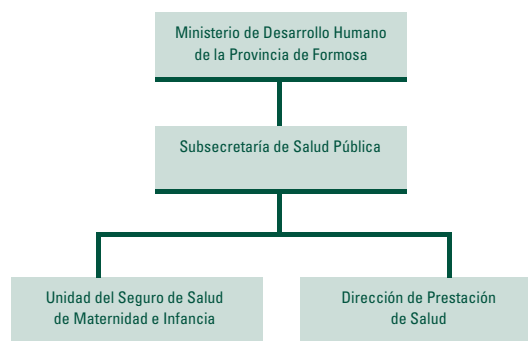 Ministerio de Desarrollo Humano
de la Provincia de Formosa
Subsecretaría de Salud Pública
Unidad del Seguro de Salud
de Maternidad e Infancia
Dirección de Prestación
de Salud